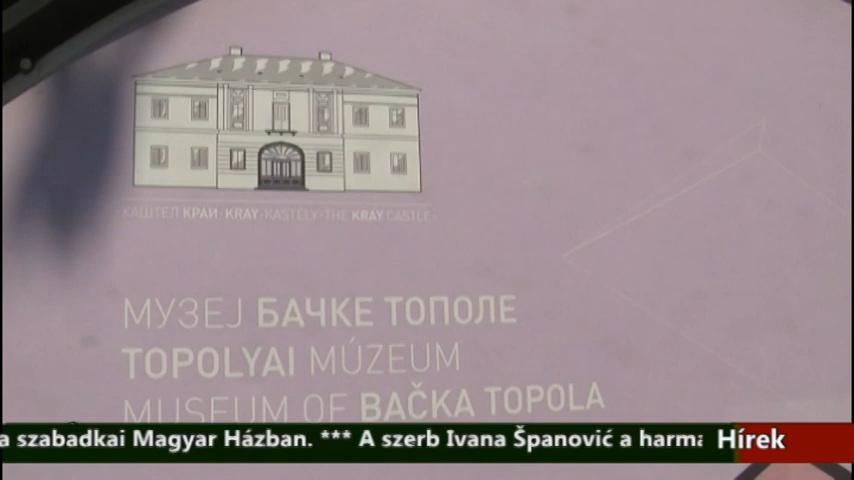 КАШТЕЛ КРАИ · KRAY-KASTÉLY · THE KRAY CASTLE
МУЗЕЈ БАЧКЕ ТОПОЛЕ
TOPOLYAI MÚZEUM
MUSEUM OF BAČKA TOPOLA
a szabadkai Magyar Házban. *** A szerb Ivana Španović a harma Hírek